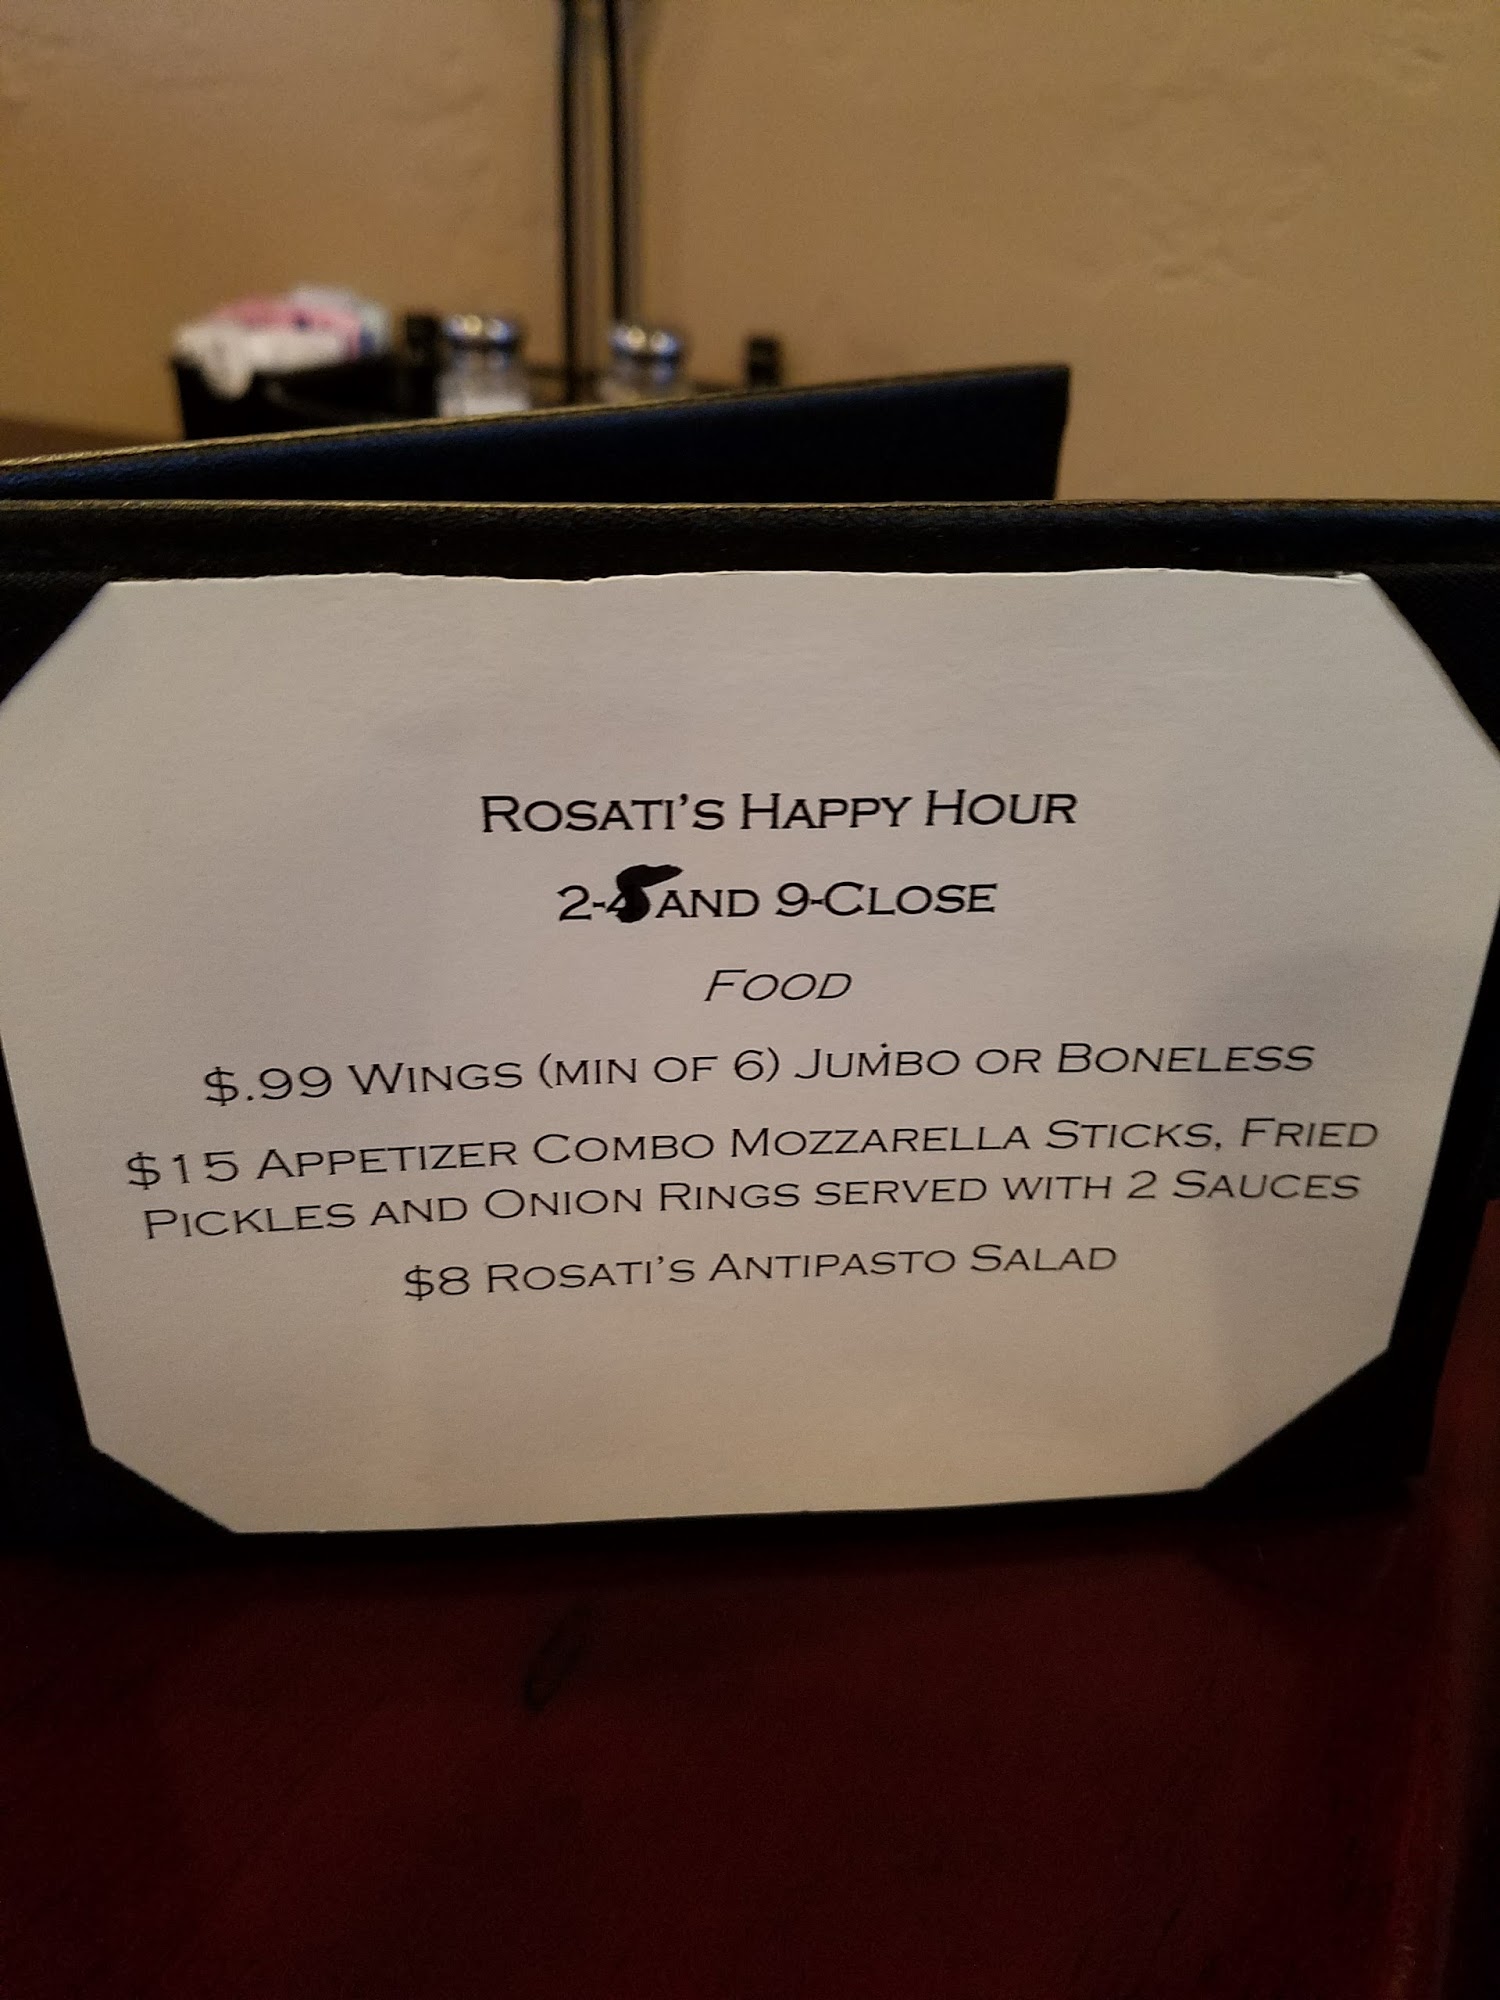 ROSATI'S HAPPY HOUR
2-5 AND 9-CLOSE
FOOD
$.99 WINGS (MIN OF 6) JUMBO OR BONELESS
$15 APPETIZER COMBO MOZZARELLA STICKS, FRIED
PICKLES AND ONION RINGS SERVED WITH 2 SAUCES
$8 ROSATI'S ANTIPASTO SALAD